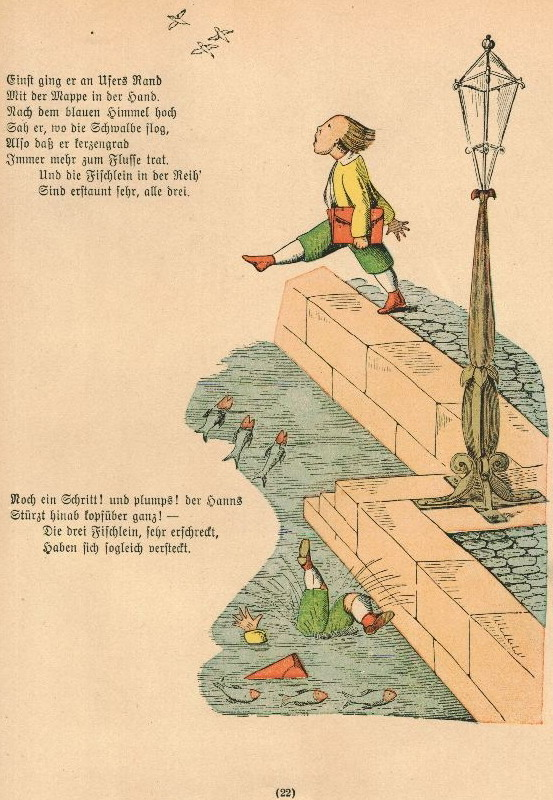 Einst ging er an Ufers Rand
Mit der Mappe in der Hand.
Nach dem blauen Himmel hoch
Sah er, wo die Schwalbe flog,
Also daß er kerzengrad
Immer mehr zum Flusse trat.
Und die Fischlein in der Reih'
Sind erstaunt sehr, alle drei.
Noch ein Schritt! und plumps! der Hanns
Stürzt hinab kopfüber ganz! —
Die drei Fischlein, sehr erschreckt,
Haben sich sogleich versteckt.
(22)